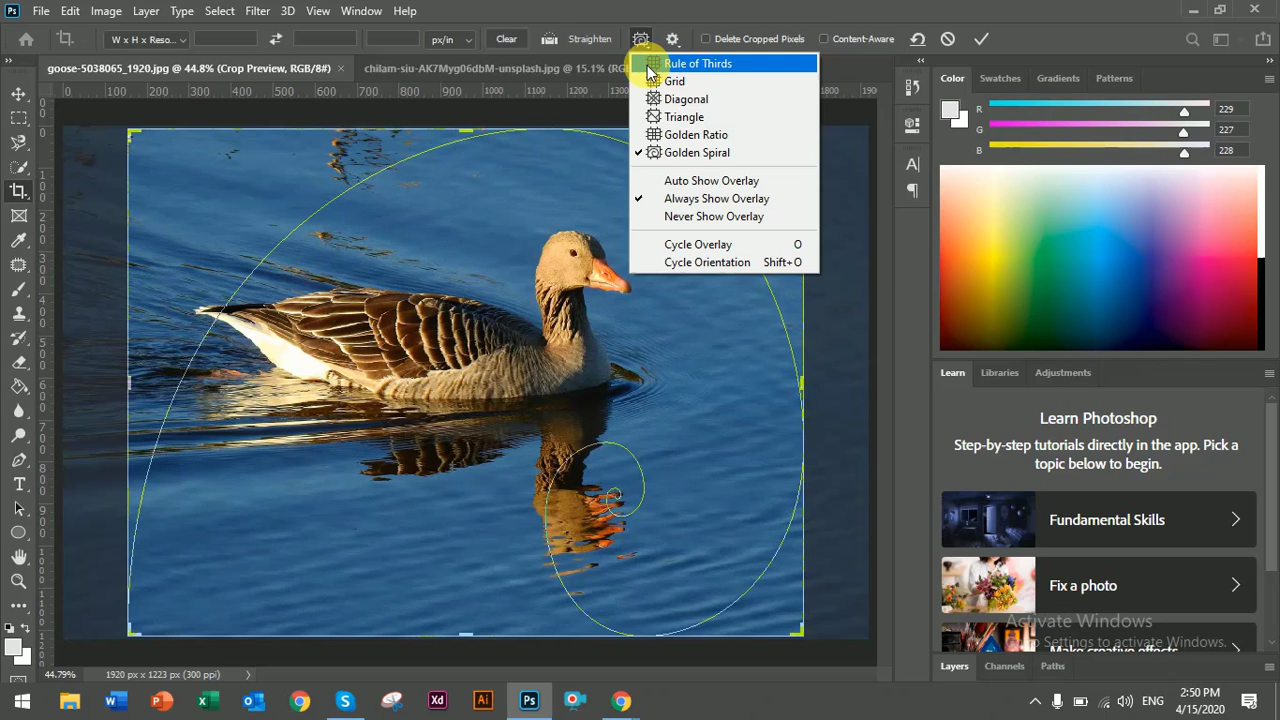 Ps File Edit Image Layer Type Select Filter 3D View Window Help
W x H x Reso... px/in Clear Straighten Delete Cropped Pixels Content-Aware
goose-5038065_1920.jpg @ 44.8% (Crop Preview, RGB/8#) × chilam-siu-AK7Myg06dbM-unsplash.jpg @ 15.1% (RG
Rule of Thirds
Grid
Diagonal
Triangle
Golden Ratio
Golden Spiral
Auto Show Overlay
Always Show Overlay
Never Show Overlay
Cycle Overlay O
Cycle Orientation Shift+O
Color Swatches Gradients Patterns
R 229
G 227
B 228
Learn Libraries Adjustments
Learn Photoshop
Step-by-step tutorials directly in the app. Pick a
topic below to begin.
Fundamental Skills
Fix a photo
Make creative effects
Activate Windows
Go to Settings to activate Windows.
Layers Channels Paths
44.79% 1920 px x 1223 px (300 ppi)
Xd Ai Ps
ENG
2:50 PM
4/15/2020